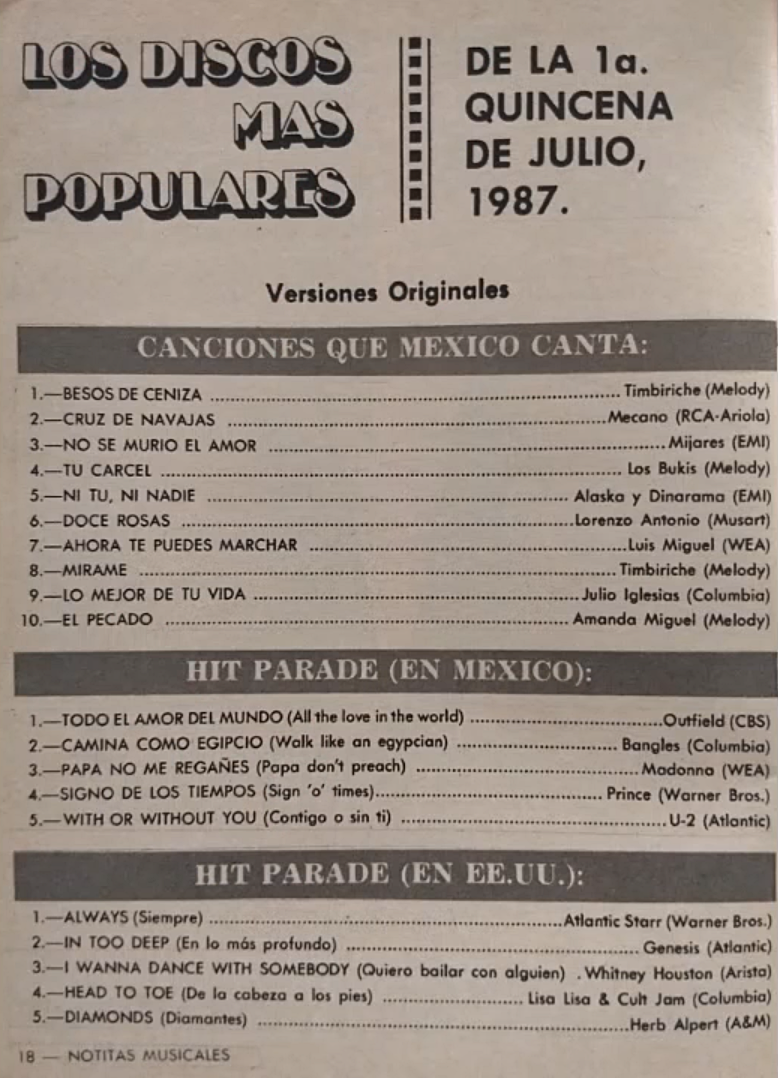 LOS DISCOS
MAS
POPULARES
DE LA 1a.
QUINCENA
DE JULIO,
1987.
Versiones Originales
CANCIONES QUE MEXICO CANTA:
1.—BESOS DE CENIZA ........ Timbiriche (Melody)
2.—CRUZ DE NAVAJAS ........ Mecano (RCA-Ariola)
3.—NO SE MURIO EL AMOR ........ Mijares (EMI)
4.—TU CARCEL ........ Los Bukis (Melody)
5.—NI TU, NI NADIE ........ Alaska y Dinarama (EMI)
6.—DOCE ROSAS ........ Lorenzo Antonio (Musart)
7.—AHORA TE PUEDES MARCHAR ........ Luis Miguel (WEA)
8.—MIRAME ........ Timbiriche (Melody)
9.—LO MEJOR DE TU VIDA ........ Julio Iglesias (Columbia)
10.—EL PECADO ........ Amanda Miguel (Melody)
HIT PARADE (EN MEXICO):
1.—TODO EL AMOR DEL MUNDO (All the love in the world) ........ Outfield (CBS)
2.—CAMINA COMO EGIPCIO (Walk like an egypcian) ........ Bangles (Columbia)
3.—PAPA NO ME REGAÑES (Papa don't preach) ........ Madonna (WEA)
4.—SIGNO DE LOS TIEMPOS (Sign 'o' times) ........ Prince (Warner Bros.)
5.—WITH OR WITHOUT YOU (Contigo o sin ti) ........ U-2 (Atlantic)
HIT PARADE (EN EE.UU.):
1.—ALWAYS (Siempre) ........ Atlantic Starr (Warner Bros.)
2.—IN TOO DEEP (En lo más profundo) ........ Genesis (Atlantic)
3.—I WANNA DANCE WITH SOMEBODY (Quiero bailar con alguien) . Whitney Houston (Arista)
4.—HEAD TO TOE (De la cabeza a los pies) ........ Lisa Lisa & Cult Jam (Columbia)
5.—DIAMONDS (Diamantes) ........ Herb Alpert (A&M)
18 — NOTITAS MUSICALES